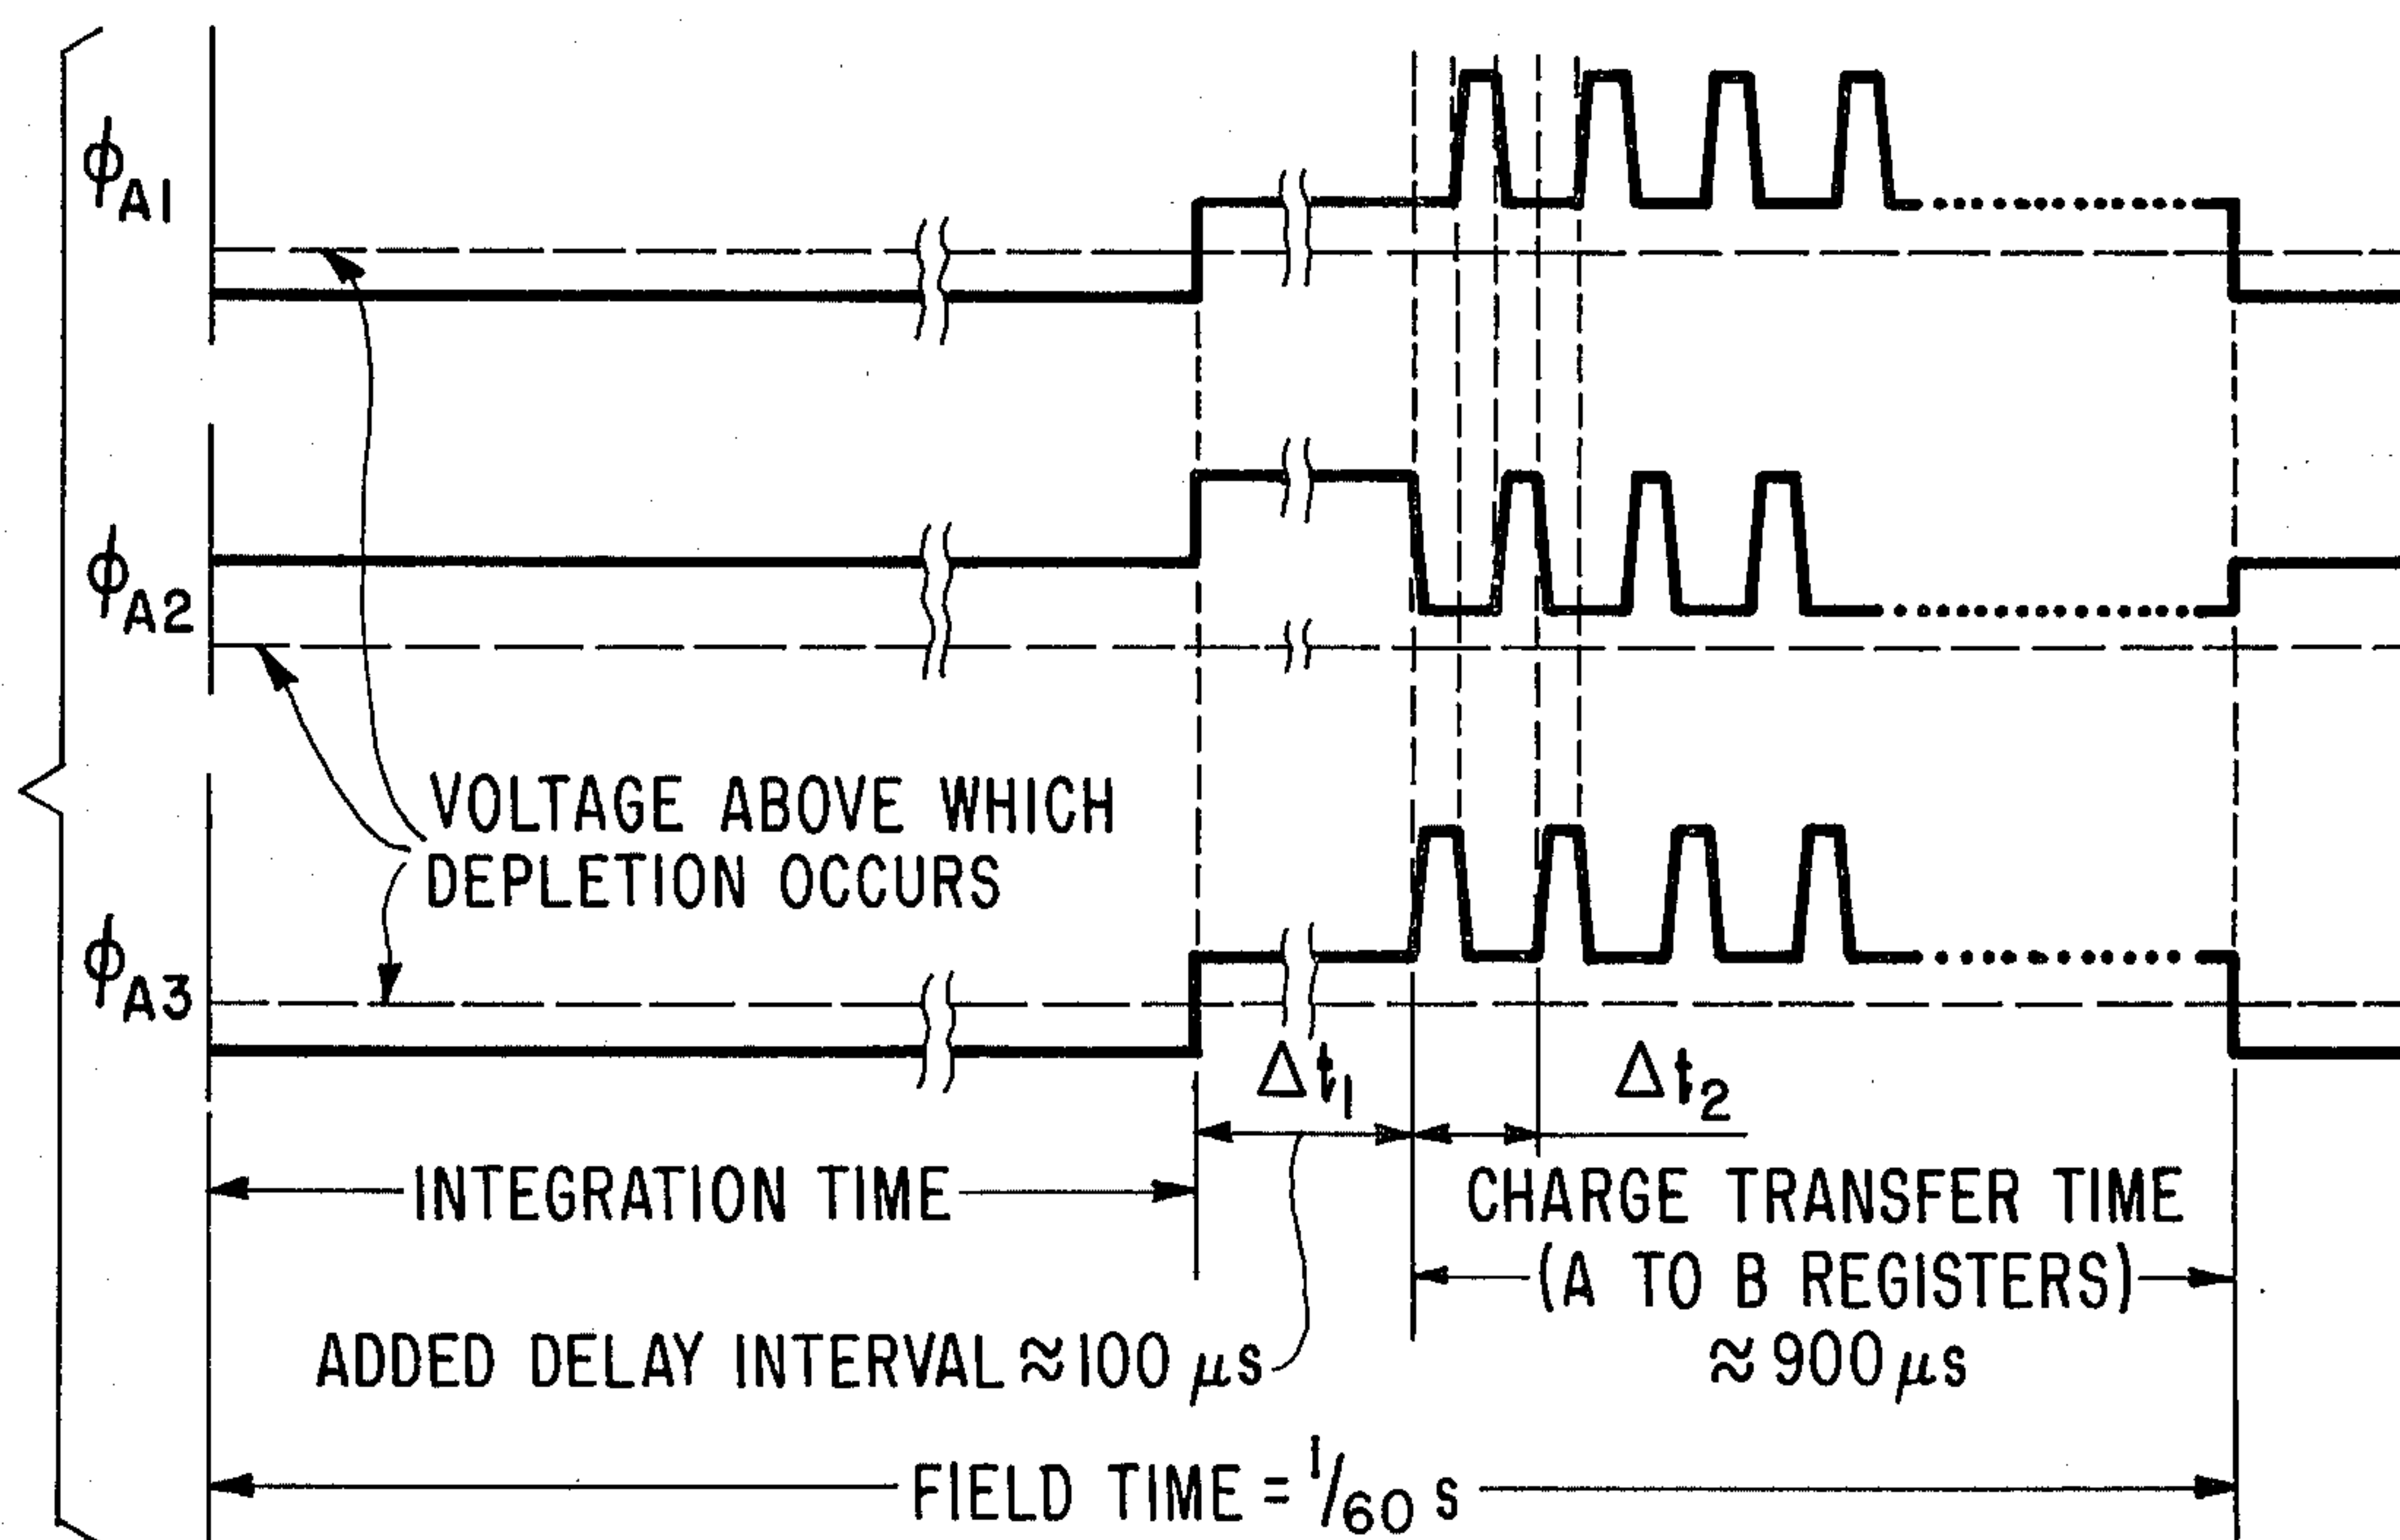 ϕA1
ϕA2
VOLTAGE ABOVE WHICH
DEPLETION OCCURS
ϕA3
Δt1
Δt2
INTEGRATION TIME
CHARGE TRANSFER TIME
(A TO B REGISTERS)
≈ 900 μs
ADDED DELAY INTERVAL ≈ 100 μs
FIELD TIME = 1/60 s